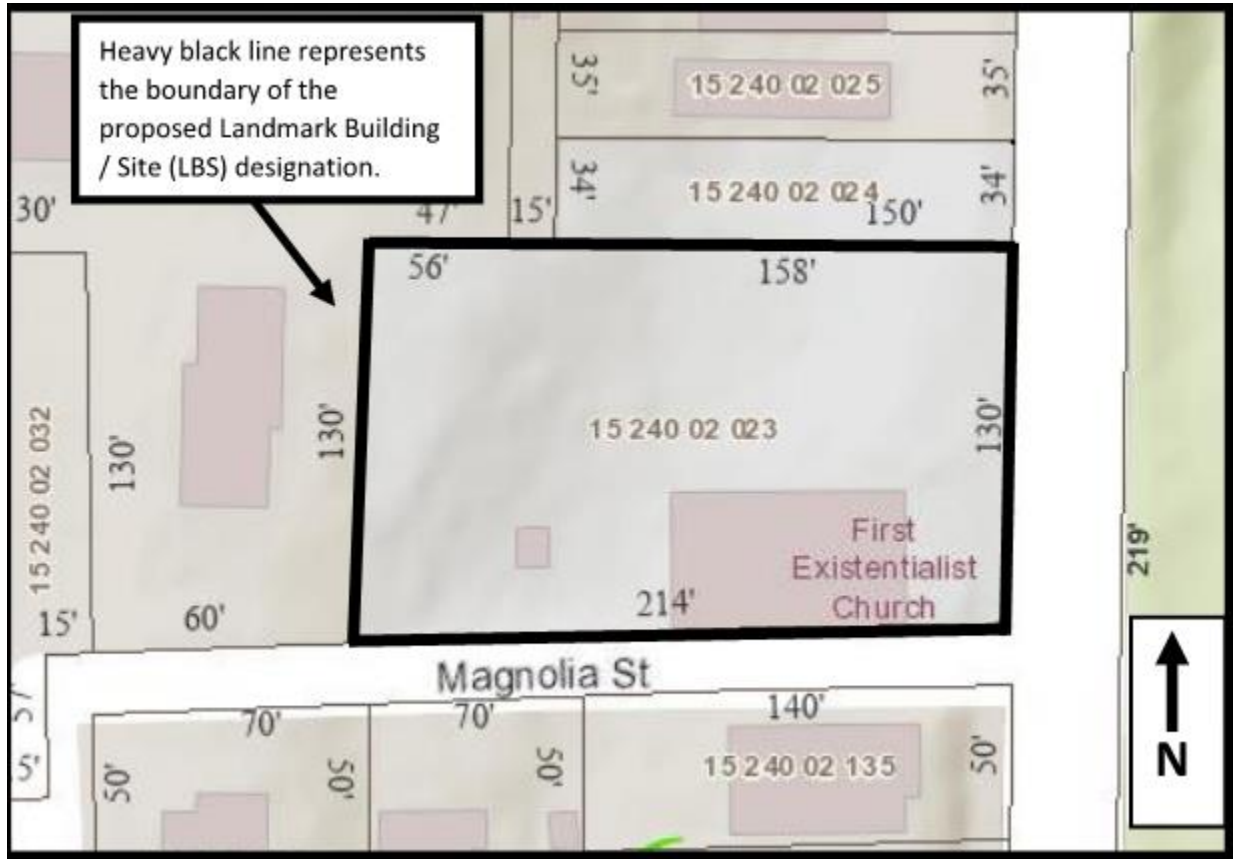 Heavy black line represents
the boundary of the
proposed Landmark Building
/ Site (LBS) designation.
35'
15 240 02 025
35'
34'
15 240 02 024
34'
30'
47'
15'
150'
56'
158'
15 240 02 032
130'
130'
15 240 02 023
130'
First
Existentialist
Church
219'
214'
15'
60'
Magnolia St
70'
70'
140'
50'
50'
50'
15 240 02 135
50'
N